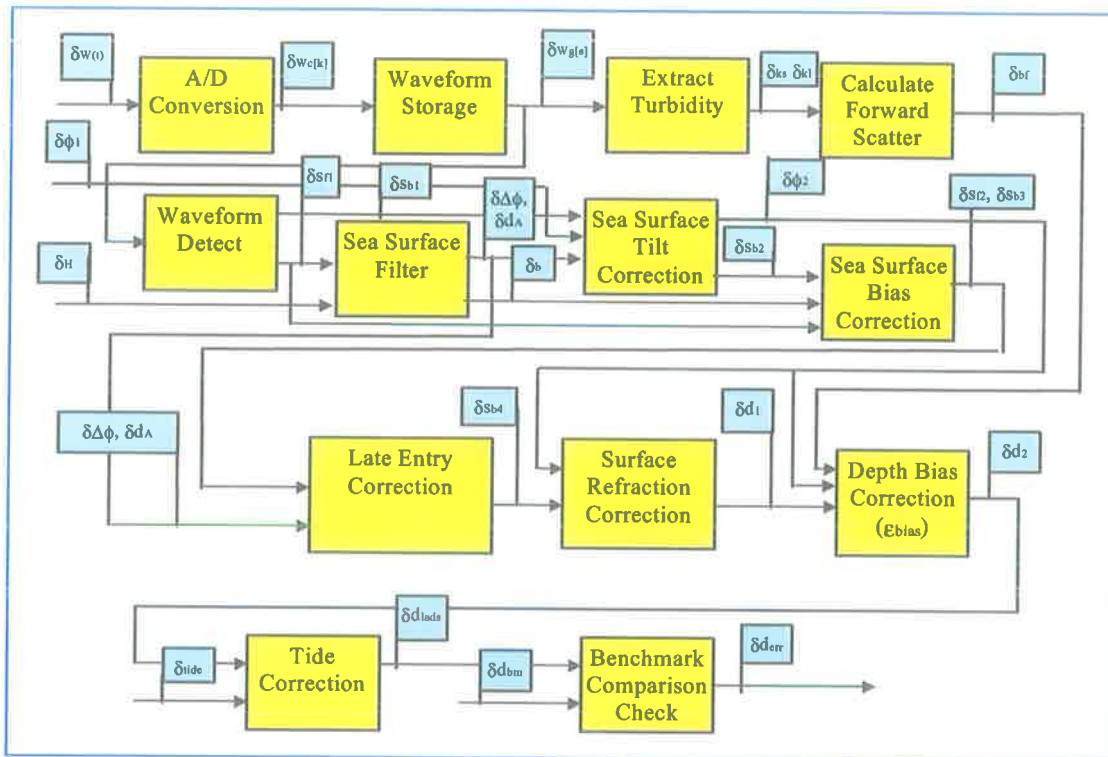 δW(t)
A/D
Conversion
δWc[k]
Waveform
Storage
δWg[s]
Extract
Turbidity
δks δkl
Calculate
Forward
Scatter
δbf
δϕ1
Waveform
Detect
δSf1
δSb1
Sea Surface
Filter
δΔϕ,
δdA
δb
Sea Surface
Tilt
Correction
δϕ2
δSb2
Sea Surface
Bias
Correction
δSf2, δSb3
δH
δΔϕ, δdA
Late Entry
Correction
δSb4
Surface
Refraction
Correction
δd1
Depth Bias
Correction
(εbias)
δd2
δtide
Tide
Correction
δdlads
δdbm
Benchmark
Comparison
Check
δderr